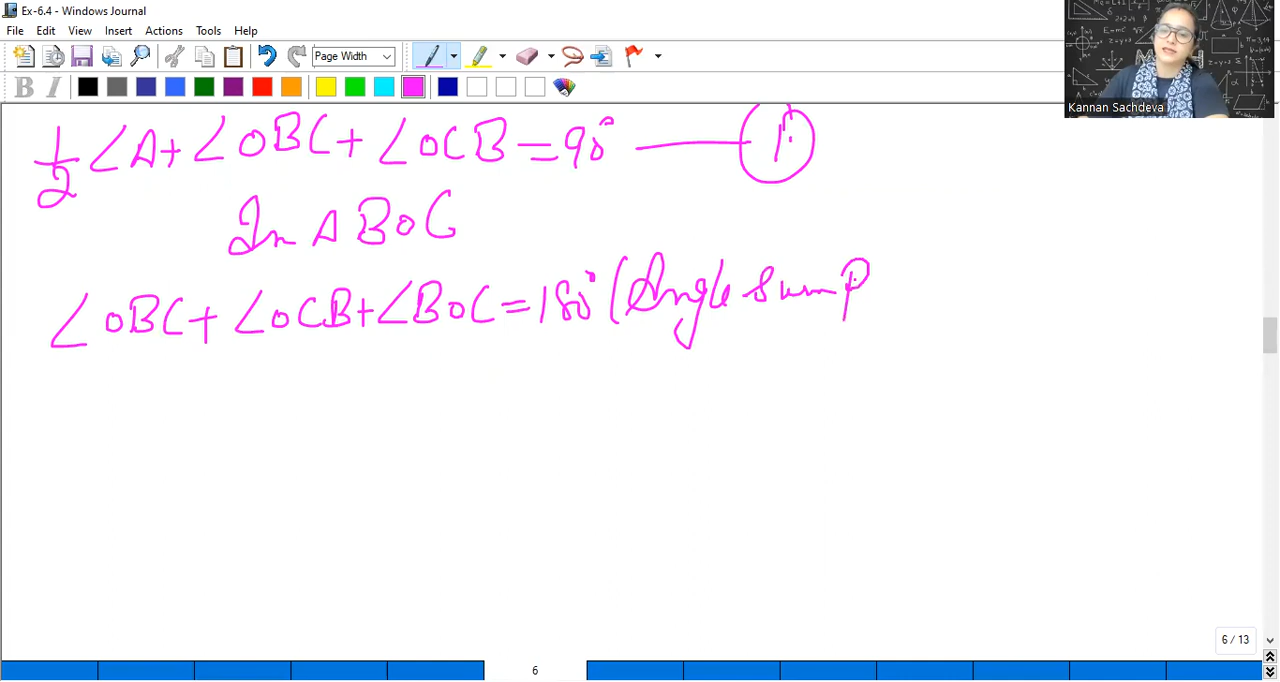 Ex-6.4 - Windows Journal
File Edit View Insert Actions Tools Help
Page Width
B I
Kannan Sachdeva
1/2 ∠A + ∠OBC + ∠OCB = 90° — 1
In Δ BOC
∠OBC + ∠OCB + ∠BOC = 180° (Angle Sum P
6 / 13
6